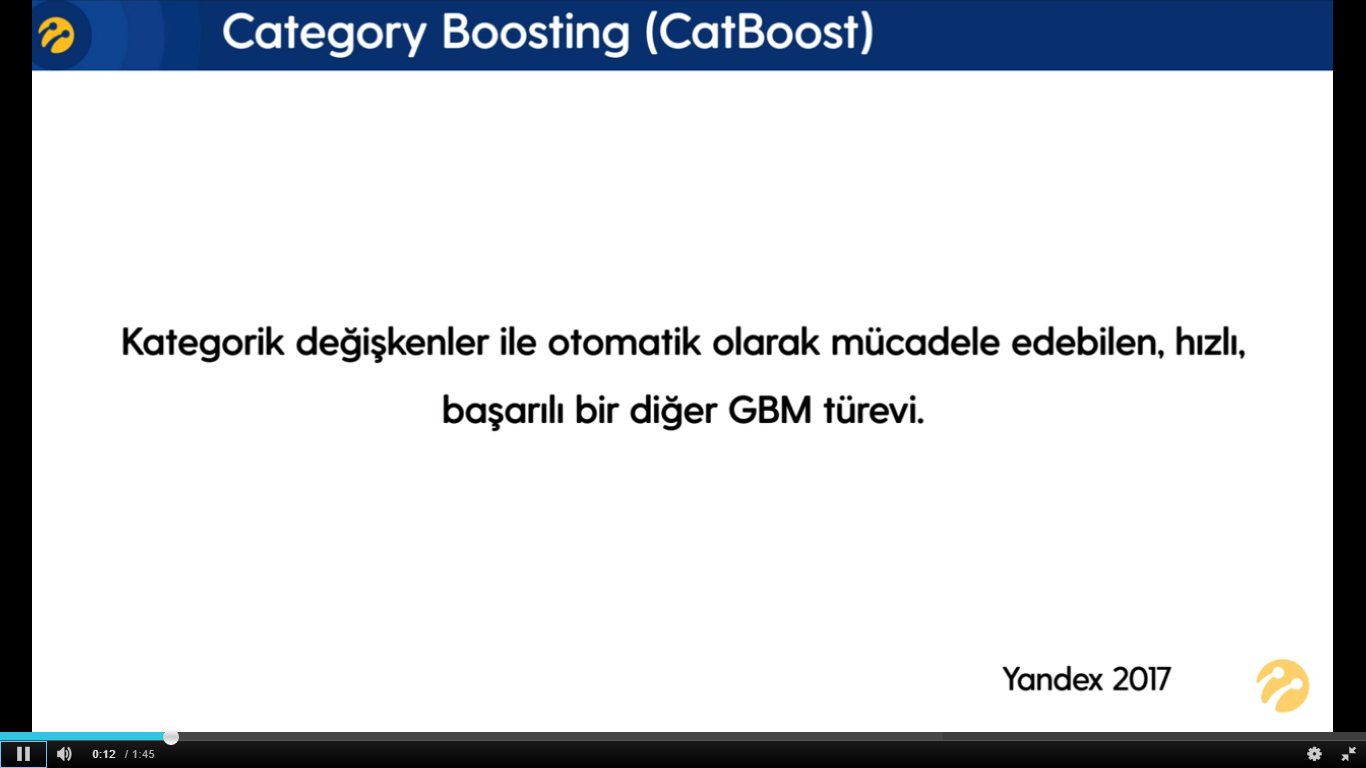 Category Boosting (CatBoost)
Kategorik değişkenler ile otomatik olarak mücadele edebilen, hızlı,
başarılı bir diğer GBM türevi.
Yandex 2017
0:12 / 1:45